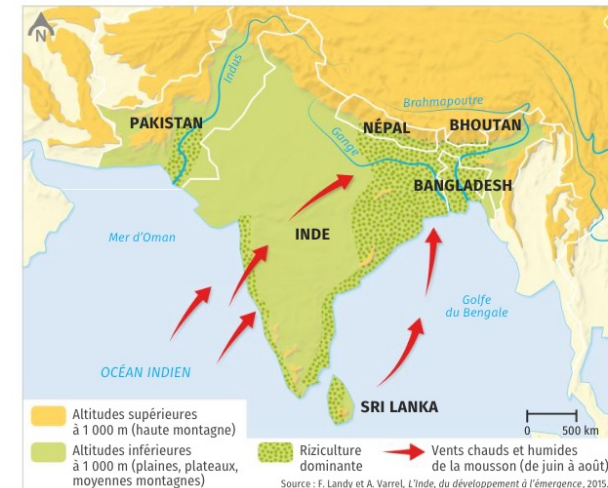 N
Indus
PAKISTAN
Brahmapoutre
NÉPAL
BHOUTAN
Gange
BANGLADESH
Mer d'Oman
INDE
Golfe
du Bengale
OCÉAN INDIEN
SRI LANKA
0 500 km
Altitudes supérieures
à 1 000 m (haute montagne)
Altitudes inférieures
à 1 000 m (plaines, plateaux,
moyennes montagnes)
Riziculture
dominante
Vents chauds et humides
de la mousson (de juin à août)
Source : F. Landy et A. Varrel, L'Inde, du développement à l'émergence, 2015.